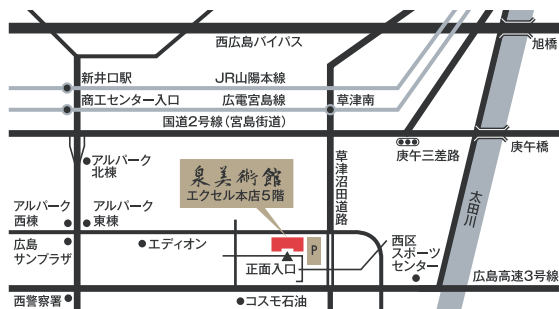 西広島バイパス
旭橋
新井口駅
JR山陽本線
商工センター入口
広電宮島線
草津南
国道2号線(宮島街道)
庚午橋
庚午三差路
アルパーク
北棟
泉美術館
エクセル本店5階
草津沼田道路
太田川
アルパーク
西棟
アルパーク
東棟
広島
サンプラザ
エディオン
P
正面入口
西区
スポーツ
センター
広島高速3号線
西警察署
コスモ石油